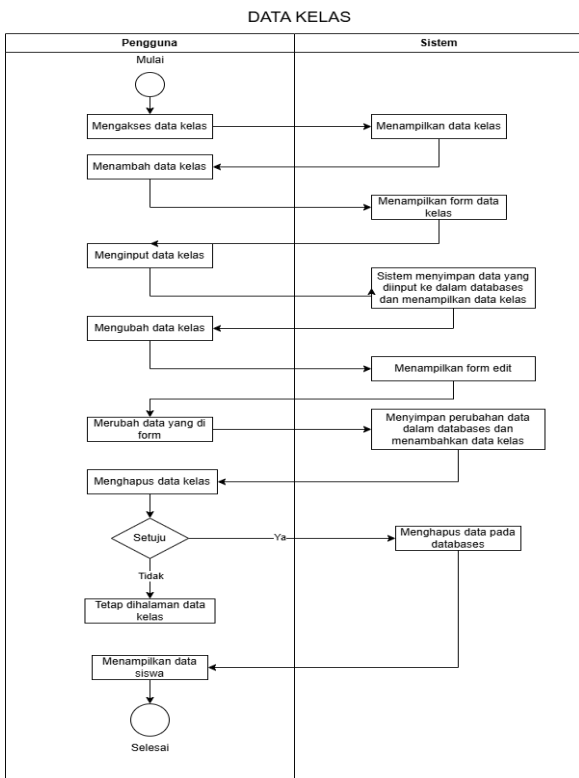 DATA KELAS
Pengguna
Sistem
Mulai
Mengakses data kelas
Menampilkan data kelas
Menambah data kelas
Menampilkan form data
kelas
Menginput data kelas
Sistem menyimpan data yang
diinput ke dalam databases
dan menampilkan data kelas
Mengubah data kelas
Menampilkan form edit
Merubah data yang di
form
Menyimpan perubahan data
dalam databases dan
menambahkan data kelas
Menghapus data kelas
Setuju
Ya
Menghapus data pada
databases
Tidak
Tetap dihalaman data
kelas
Menampilkan data
siswa
Selesai